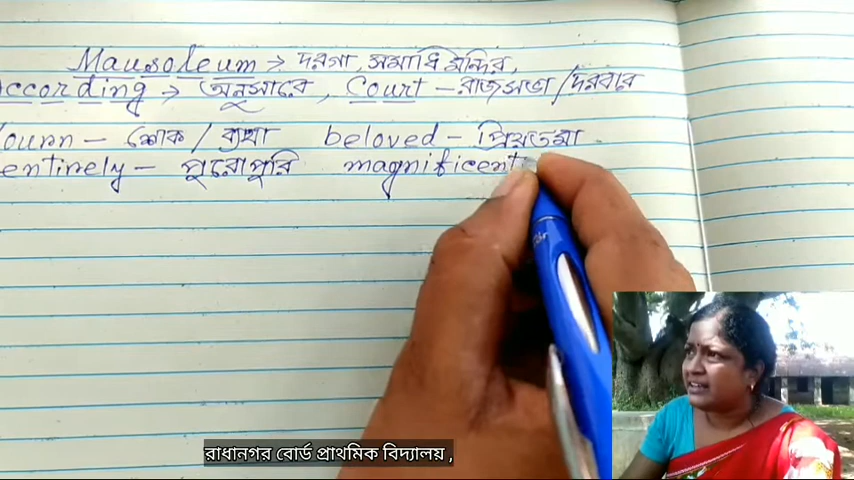 Mausoleum → দরগা, সমাধি মন্দির,
ccording → অনুসারে, Court - রাজসভা / দরবারে
ourn - শোক / ব্যথা beloved - প্রিয়তমা
entirely - পুরোপুরি magnificent
রাধানগর বোর্ড প্রাথমিক বিদ্যালয়,